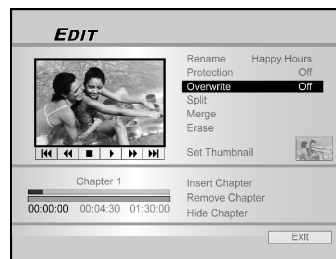 EDIT
Rename Happy Hours
Protection Off
Overwrite Off
Split
Merge
Erase
Set Thumbnail
Chapter 1
00:00:00 00:04:30 01:30:00
Insert Chapter
Remove Chapter
Hide Chapter
Exit